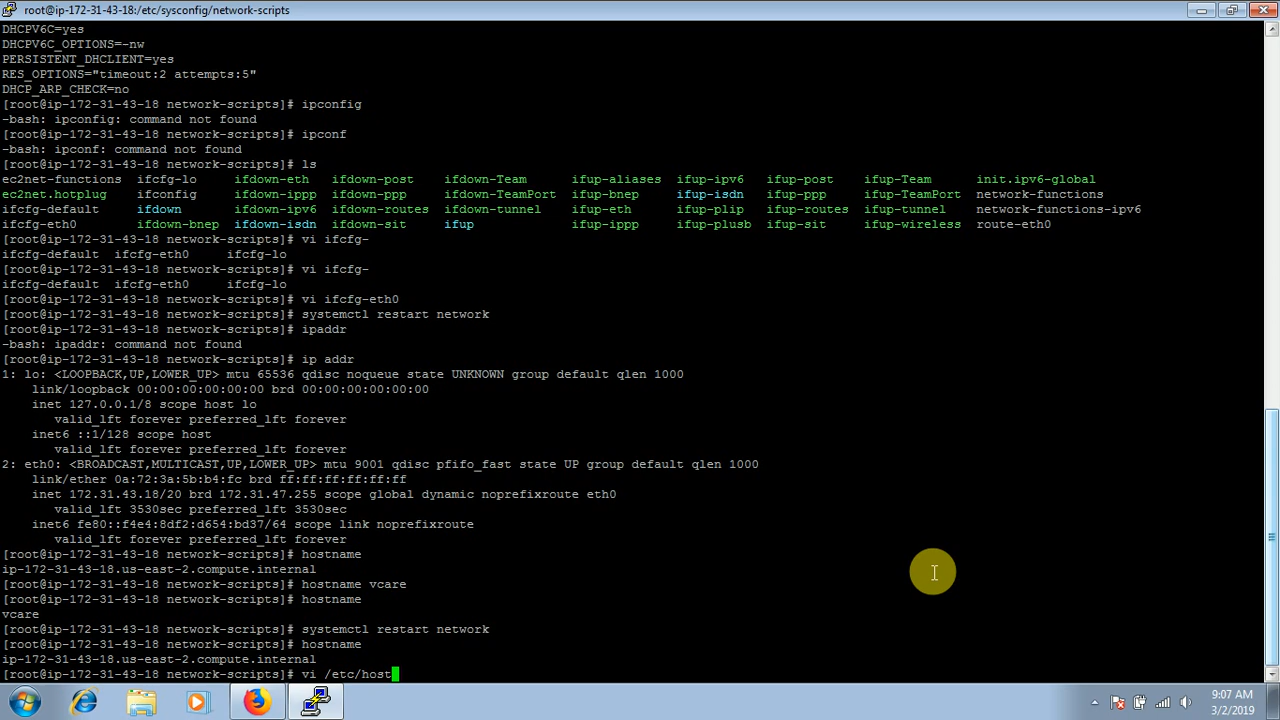 root@ip-172-31-43-18:/etc/sysconfig/network-scripts
DHCPV6C=yes
DHCPV6C_OPTIONS=-nw
PERSISTENT_DHCLIENT=yes
RES_OPTIONS="timeout:2 attempts:5"
DHCP_ARP_CHECK=no
[root@ip-172-31-43-18 network-scripts]# ipconfig
-bash: ipconfig: command not found
[root@ip-172-31-43-18 network-scripts]# ipconf
-bash: ipconf: command not found
[root@ip-172-31-43-18 network-scripts]# ls
ec2net-functions ifcfg-lo ifdown-eth ifdown-post ifdown-Team ifup-aliases ifup-ipv6 ifup-post ifup-Team init.ipv6-global
ec2net.hotplug ifconfig ifdown-ippp ifdown-ppp ifdown-TeamPort ifup-bnep ifup-isdn ifup-ppp ifup-TeamPort network-functions
ifcfg-default ifdown ifdown-ipv6 ifdown-routes ifdown-tunnel ifup-eth ifup-plip ifup-routes ifup-tunnel network-functions-ipv6
ifcfg-eth0 ifdown-bnep ifdown-isdn ifdown-sit ifup ifup-ippp ifup-plusb ifup-sit ifup-wireless route-eth0
[root@ip-172-31-43-18 network-scripts]# vi ifcfg-
ifcfg-default ifcfg-eth0 ifcfg-lo
[root@ip-172-31-43-18 network-scripts]# vi ifcfg-
ifcfg-default ifcfg-eth0 ifcfg-lo
[root@ip-172-31-43-18 network-scripts]# vi ifcfg-eth0
[root@ip-172-31-43-18 network-scripts]# systemctl restart network
[root@ip-172-31-43-18 network-scripts]# ipaddr
-bash: ipaddr: command not found
[root@ip-172-31-43-18 network-scripts]# ip addr
1: lo: <LOOPBACK,UP,LOWER_UP> mtu 65536 qdisc noqueue state UNKNOWN group default qlen 1000
link/loopback 00:00:00:00:00:00 brd 00:00:00:00:00:00
inet 127.0.0.1/8 scope host lo
valid_lft forever preferred_lft forever
inet6 ::1/128 scope host
valid_lft forever preferred_lft forever
2: eth0: <BROADCAST,MULTICAST,UP,LOWER_UP> mtu 9001 qdisc pfifo_fast state UP group default qlen 1000
link/ether 0a:72:3a:5b:b4:fc brd ff:ff:ff:ff:ff:ff
inet 172.31.43.18/20 brd 172.31.47.255 scope global dynamic noprefixroute eth0
valid_lft 3530sec preferred_lft 3530sec
inet6 fe80::f4e4:8df2:d654:bd37/64 scope link noprefixroute
valid_lft forever preferred_lft forever
[root@ip-172-31-43-18 network-scripts]# hostname
ip-172-31-43-18.us-east-2.compute.internal
[root@ip-172-31-43-18 network-scripts]# hostname vcare
[root@ip-172-31-43-18 network-scripts]# hostname
vcare
[root@ip-172-31-43-18 network-scripts]# systemctl restart network
[root@ip-172-31-43-18 network-scripts]# hostname
ip-172-31-43-18.us-east-2.compute.internal
[root@ip-172-31-43-18 network-scripts]# vi /etc/host
9:07 AM
3/2/2019